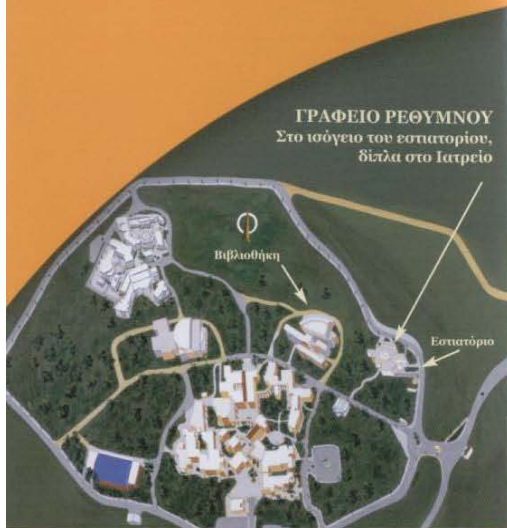 ΓΡΑΦΕΙΟ ΡΕΘΥΜΝΟΥ
Στο ισόγειο του εστιατορίου,
δίπλα στο Ιατρείο
Βιβλιοθήκη
Εστιατόριο